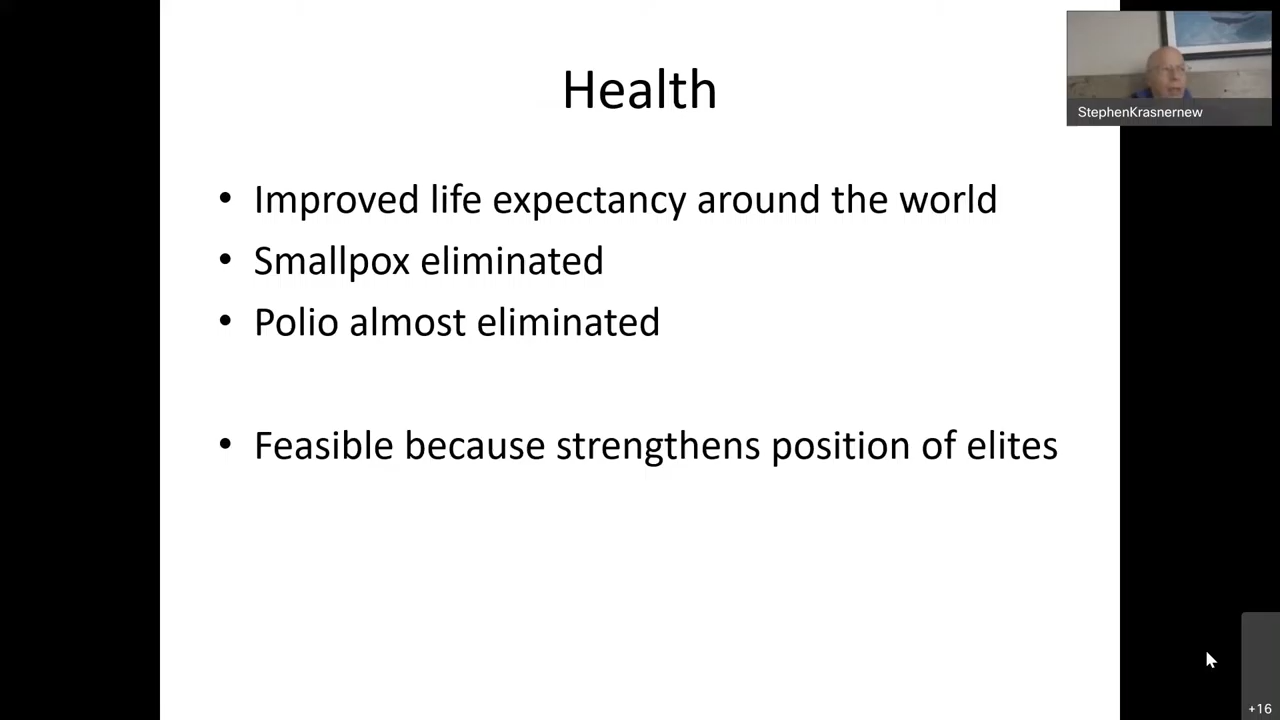 Health
StephenKrasnernew
• Improved life expectancy around the world
• Smallpox eliminated
• Polio almost eliminated
• Feasible because strengthens position of elites
+16